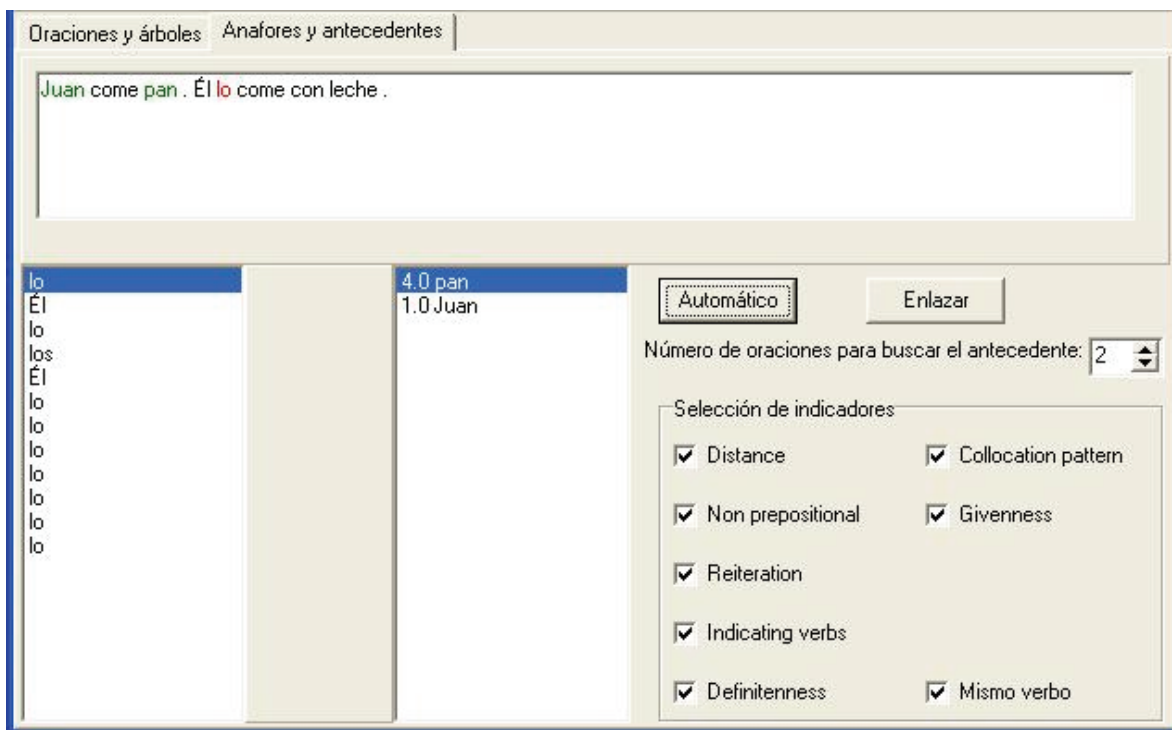 Oraciones y árboles
Anafores y antecedentes
Juan come pan . Él lo come con leche .
lo
Él
lo
los
Él
lo
lo
lo
lo
lo
lo
lo
4.0 pan
1.0 Juan
Automático
Enlazar
Número de oraciones para buscar el antecedente: 2
Selección de indicadores
Distance
Collocation pattern
Non prepositional
Givenness
Reiteration
Indicating verbs
Definitenness
Mismo verbo